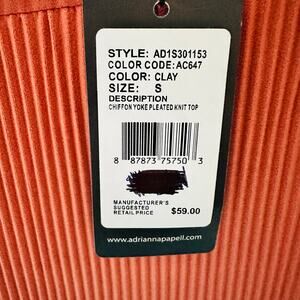 STYLE: AD1S301153
COLOR CODE: AC647
COLOR: CLAY
SIZE: S
DESCRIPTION
CHIFFON YOKE PLEATED KNIT TOP
8 87873 75750 3
MANUFACTURER'S
SUGGESTED
RETAIL PRICE $59.00
www.adriannapapell.com